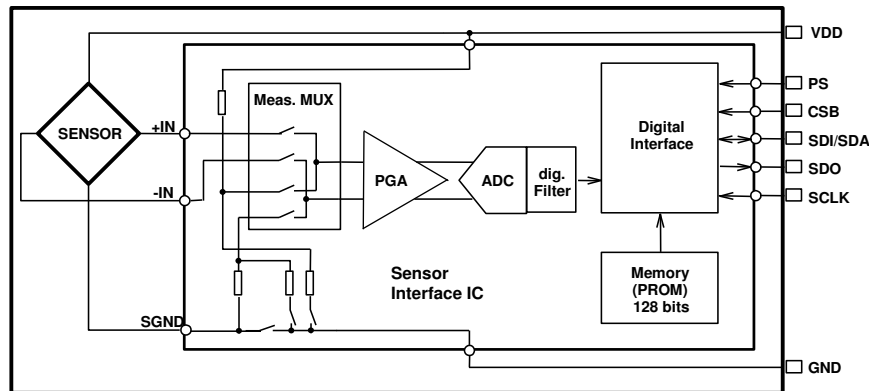 VDD
PS
Meas. MUX
CSB
+IN
SENSOR
Digital
Interface
SDI/SDA
PGA
ADC
dig.
Filter
SDO
-IN
SCLK
Sensor
Interface IC
Memory
(PROM)
128 bits
SGND
GND